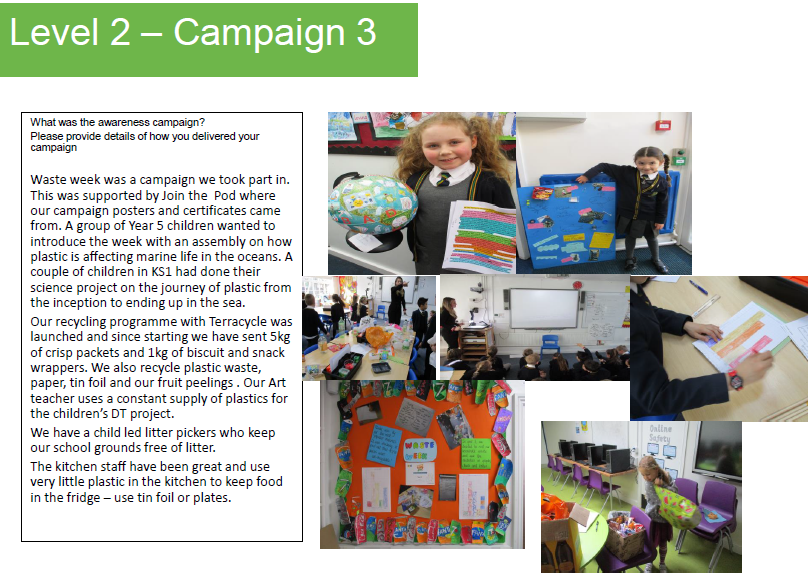 Level 2 – Campaign 3
What was the awareness campaign?
Please provide details of how you delivered your
campaign
Waste week was a campaign we took part in.
This was supported by Join the  Pod where
our campaign posters and certificates came
from. A group of Year 5 children wanted to
introduce the week with an assembly on how
plastic is affecting marine life in the oceans. A
couple of children in KS1 had done their
science project on the journey of plastic from
the inception to ending up in the sea.
Our recycling programme with Terracycle was
launched and since starting we have sent 5kg
of crisp packets and 1kg of biscuit and snack
wrappers. We also recycle plastic waste,
paper, tin foil and our fruit peelings . Our Art
teacher uses a constant supply of plastics for
the children’s DT project.
We have a child led litter pickers who keep
our school grounds free of litter.
The kitchen staff have been great and use
very little plastic in the kitchen to keep food
in the fridge – use tin foil or plates.
WASTE
Online
Safety